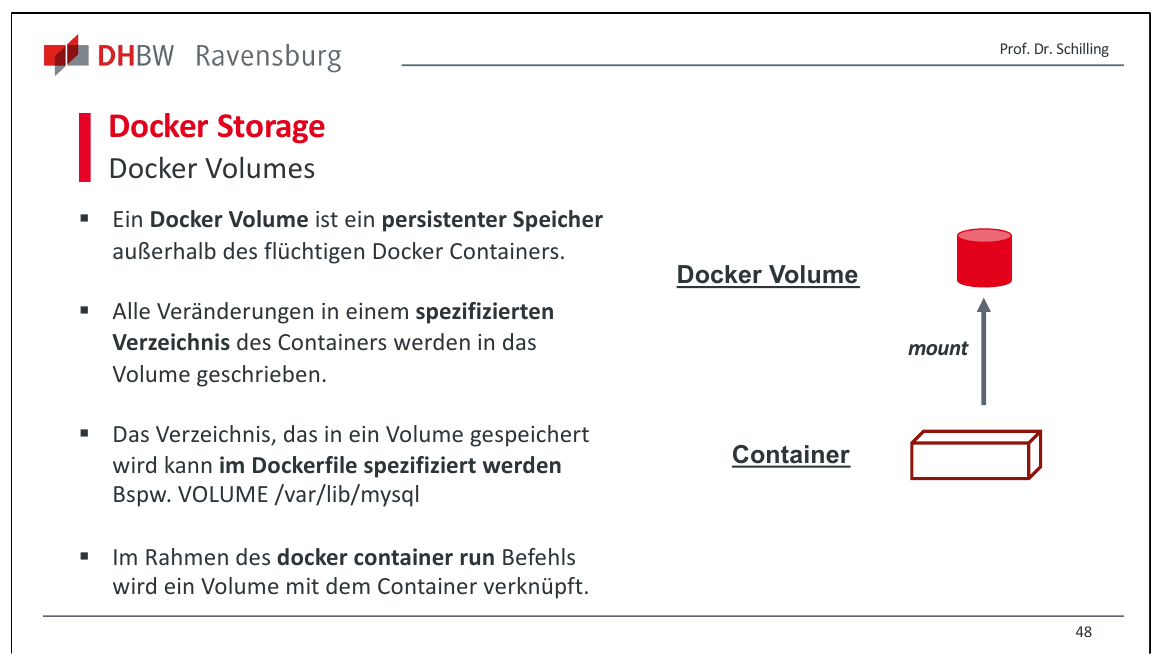 DHBW Ravensburg
Prof. Dr. Schilling
Docker Storage
Docker Volumes
▪ Ein Docker Volume ist ein persistenter Speicher
außerhalb des flüchtigen Docker Containers.
▪ Alle Veränderungen in einem spezifizierten
Verzeichnis des Containers werden in das
Volume geschrieben.
▪ Das Verzeichnis, das in ein Volume gespeichert
wird kann im Dockerfile spezifiziert werden
Bspw. VOLUME /var/lib/mysql
▪ Im Rahmen des docker container run Befehls
wird ein Volume mit dem Container verknüpft.
Docker Volume
mount
Container
48